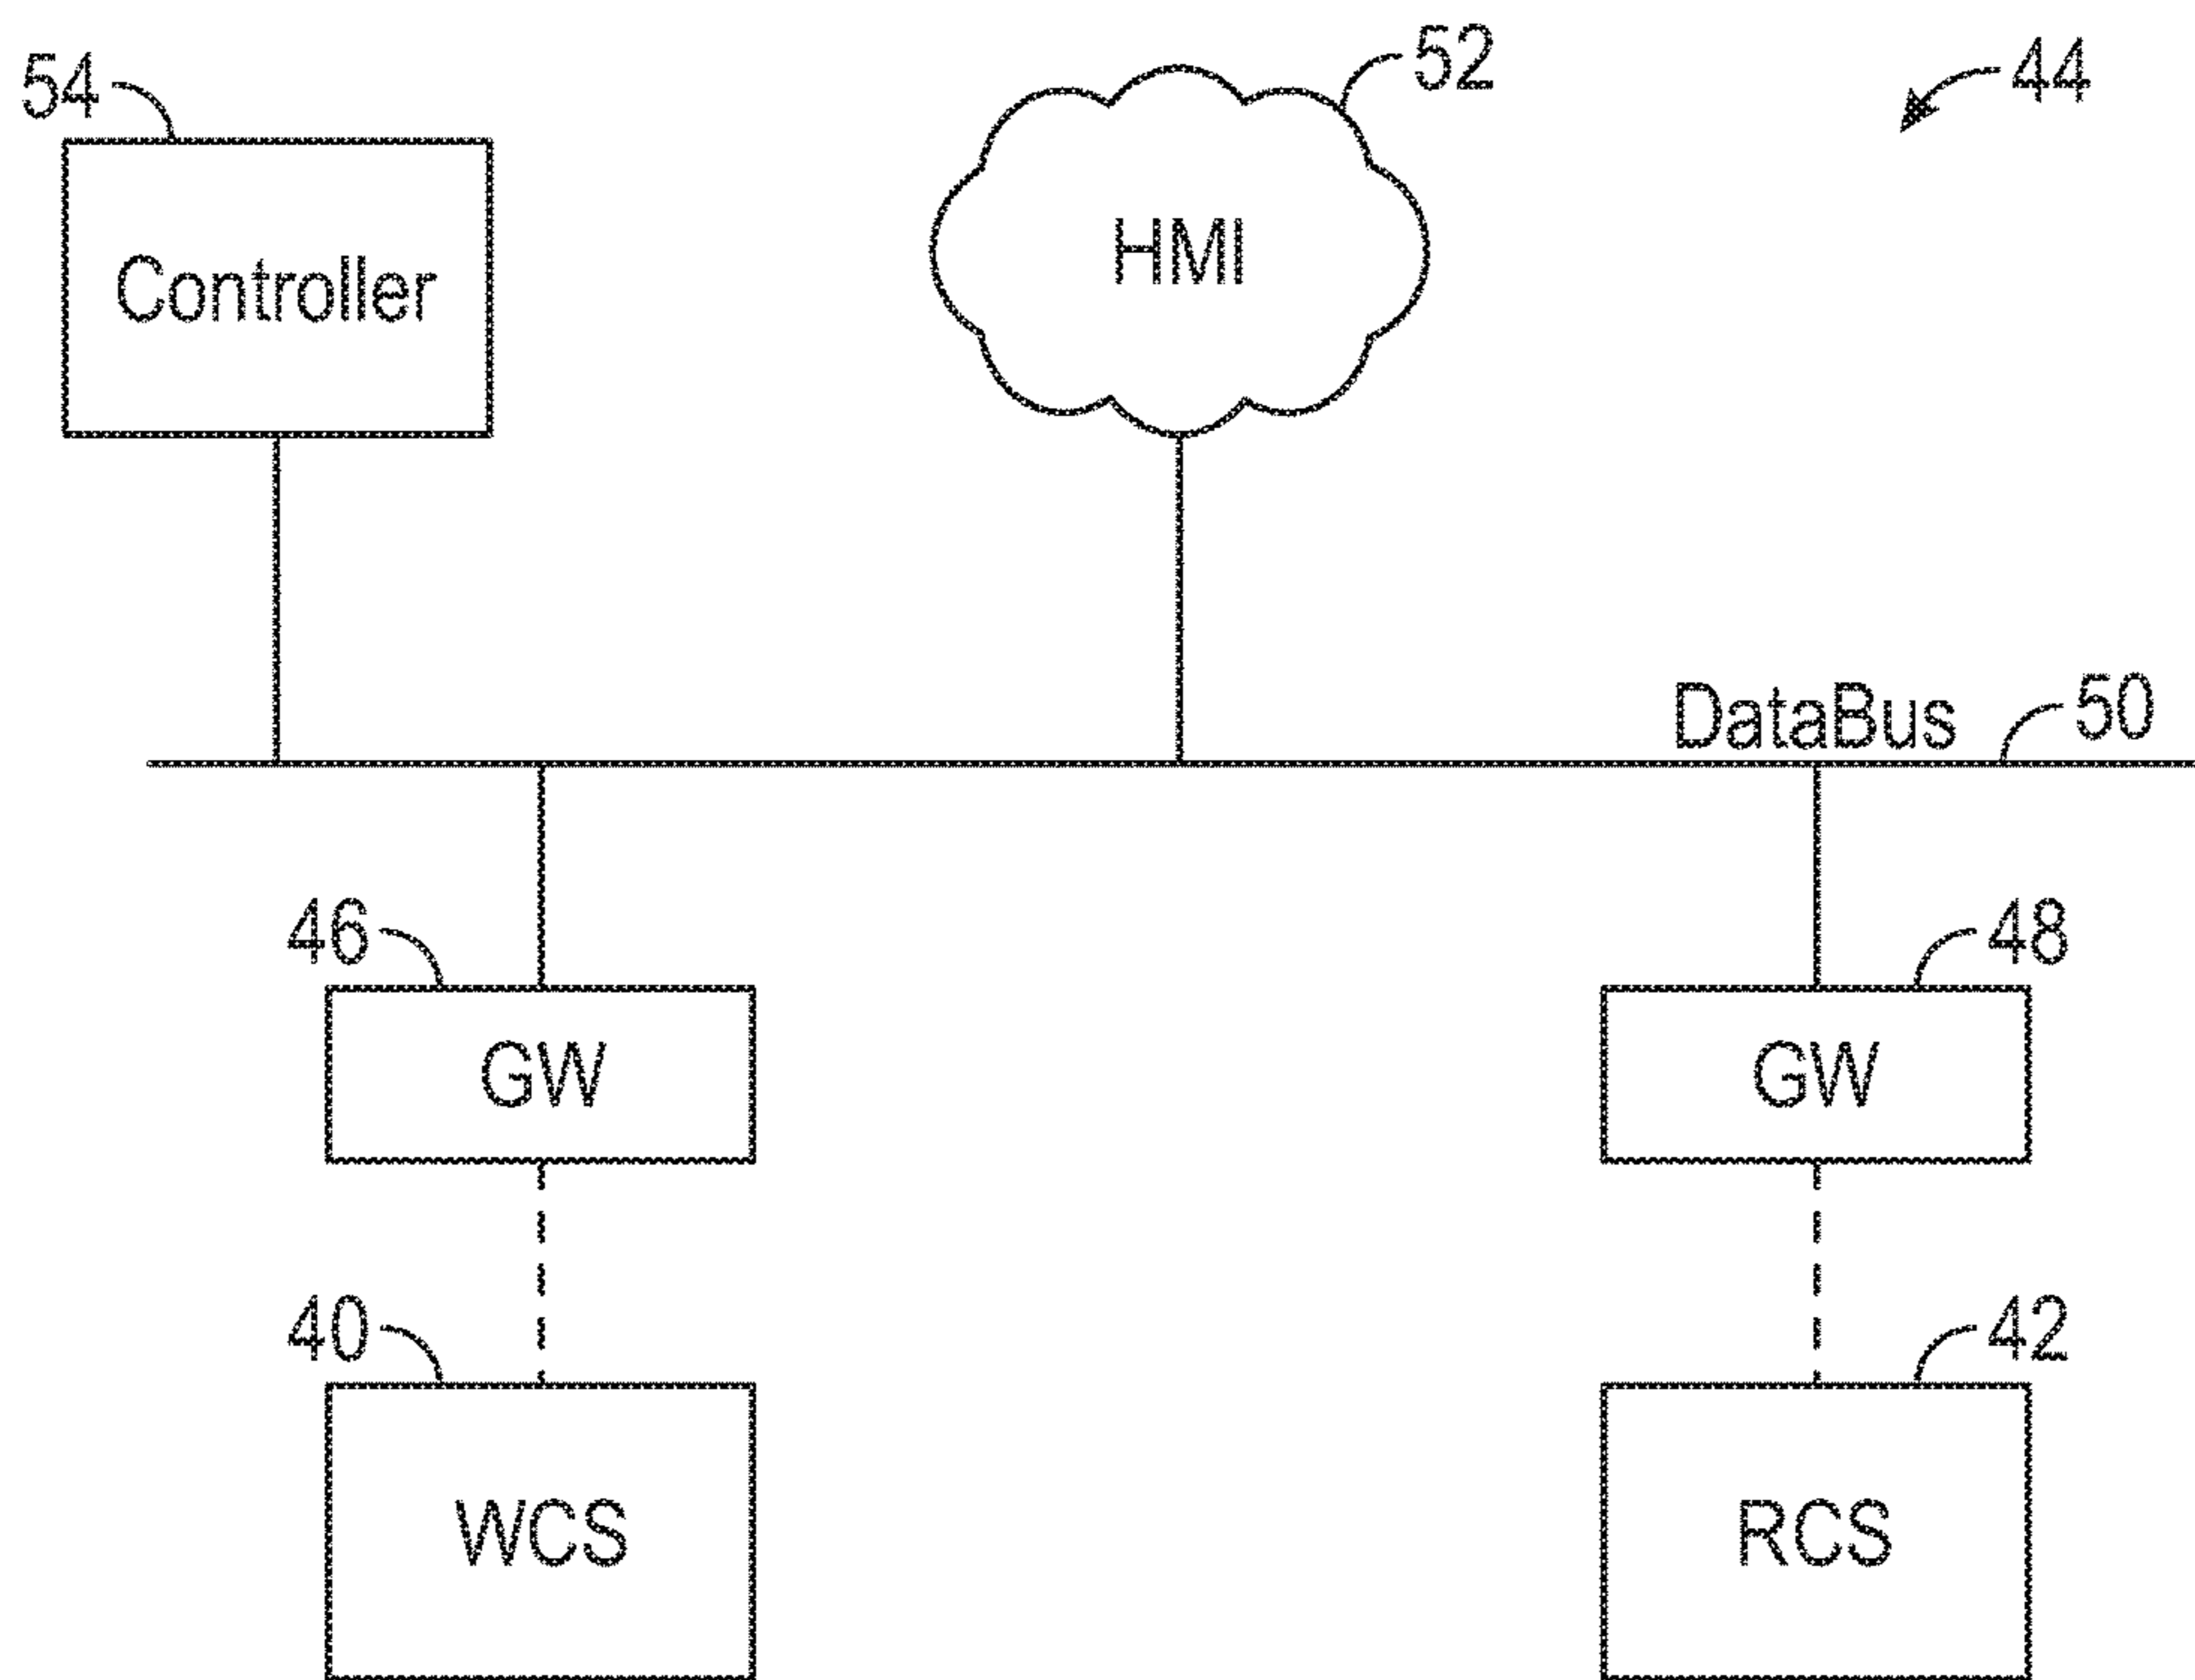 54
52
44
Controller
HMI
DataBus
50
46
48
GW
GW
40
42
WCS
RCS